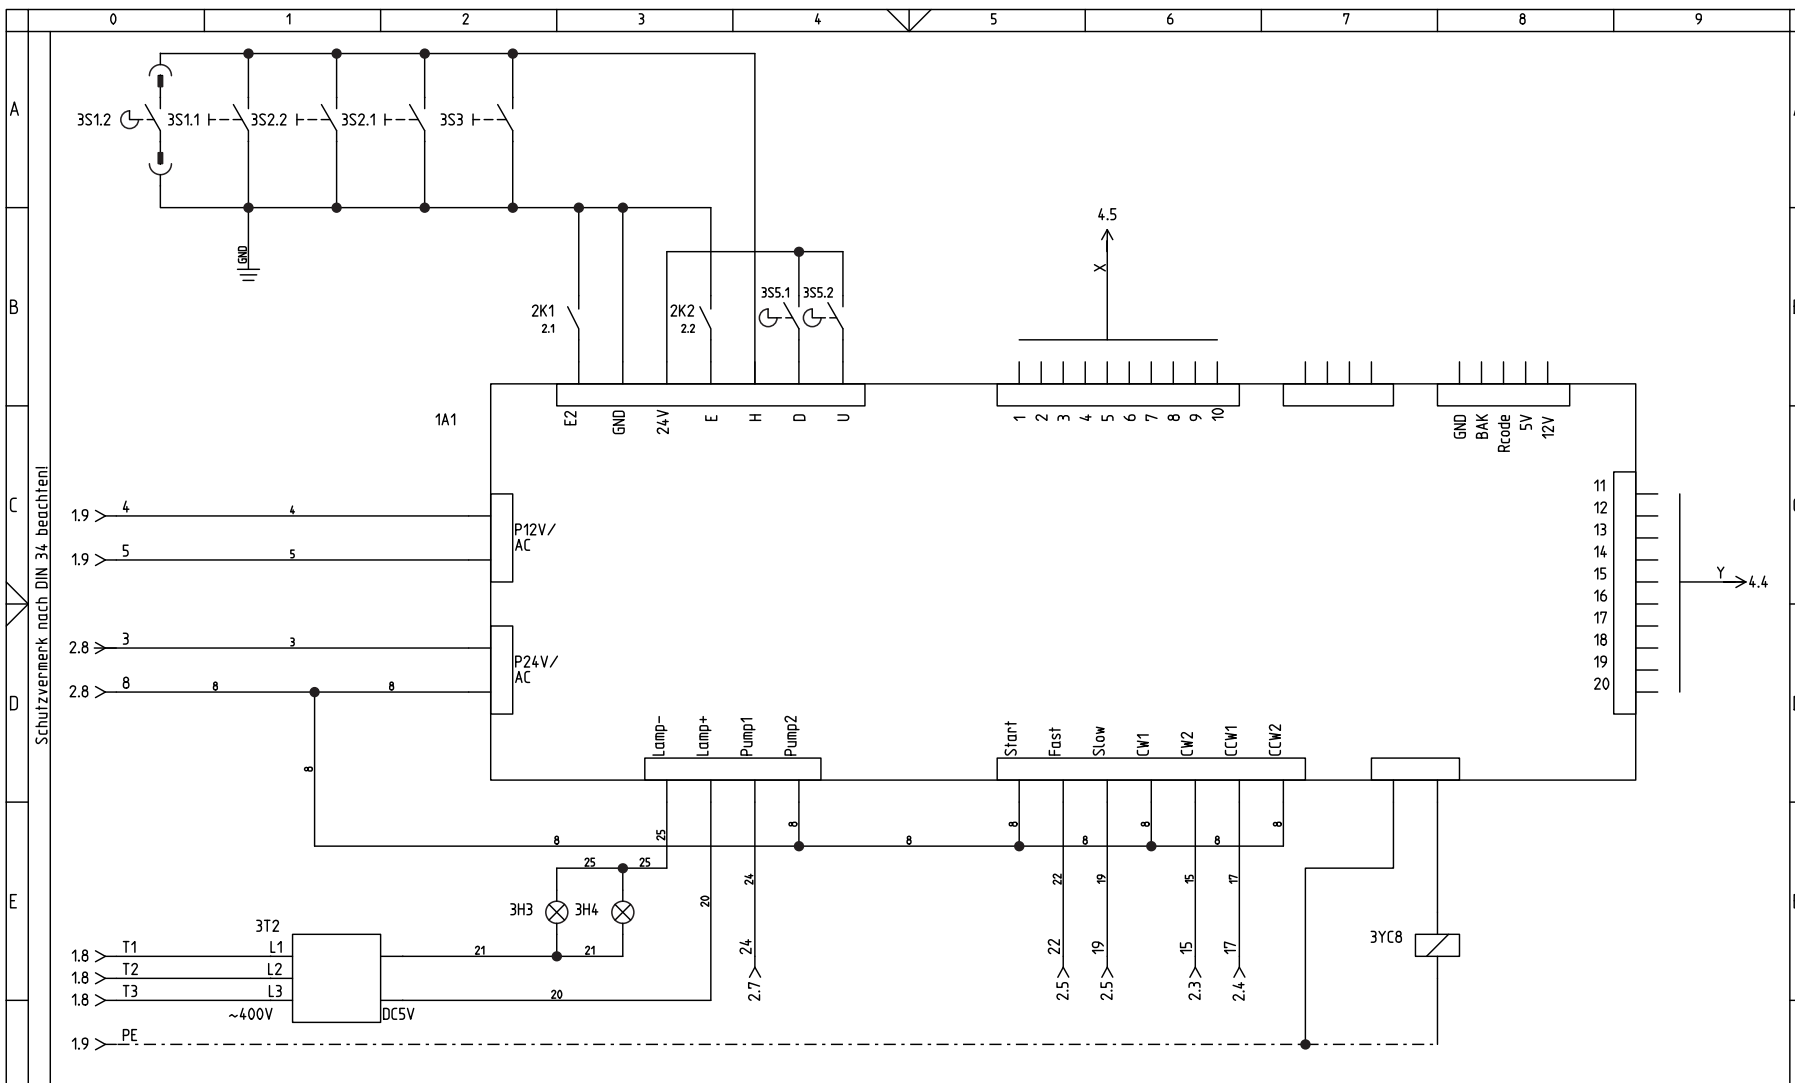 0 1 2 3 4 5 6 7 8 9
A
3S1.2 3S1.1 3S2.2 3S2.1 3S3
GND
4.5
X
B
2K1
2.1
2K2
2.2
3S5.1 3S5.2
1A1
E2 GND 24V E H D U
1 2 3 4 5 6 7 8 9 10
GND BAK Rcode 5V 12V
C
Schutzvermerk nach DIN 34 beachten!
1.9 4 4
P12V/
AC
1.9 5 5
11
12
13
14
15
16
17
18
19
20
Y 4.4
2.8 3 3
P24V/
AC
2.8 8 8 8
D
8
Lamp- Lamp+ Pump1 Pump2
Start Fast Slow CW1 CW2 CCW1 CCW2
25 8 8 8 8
8 8 8 8
25 25
20 24 22 19 15 17
E
3H3 3H4
3T2
24 22 19 15 17
2.7 2.5 2.5 2.3 2.4
3YC8
1.8 T1 L1 21 21
1.8 T2 L2
1.8 T3 L3 20
~400V DC5V
1.9 PE